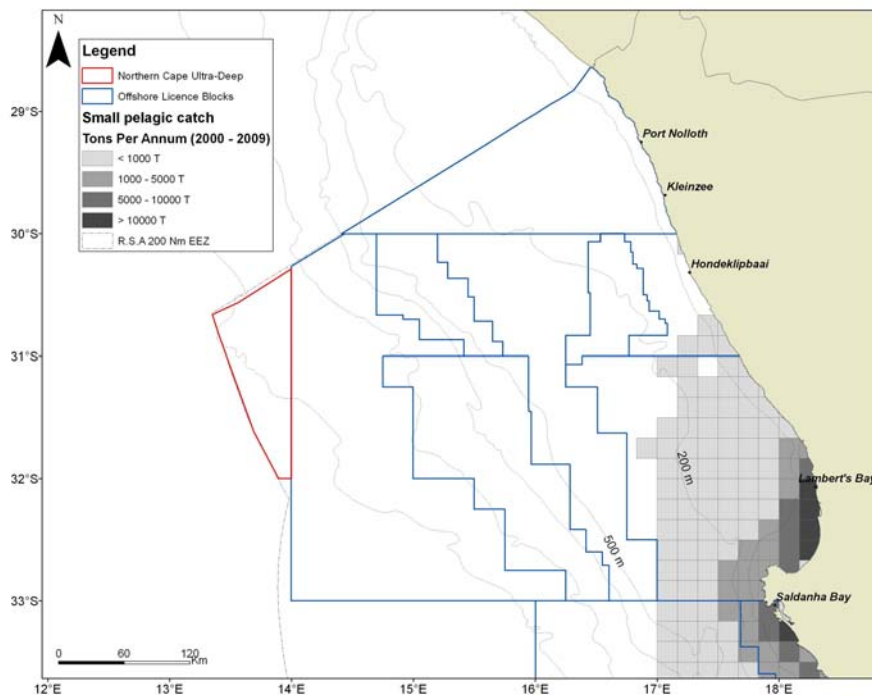 N
Legend
Northern Cape Ultra-Deep
Offshore Licence Blocks
Small pelagic catch
Tons Per Annum (2000 - 2009)
< 1000 T
1000 - 5000 T
5000 - 10000 T
> 10000 T
R.S.A 200 Nm EEZ
29°S
30°S
31°S
32°S
33°S
Port Nolloth
Kleinzee
Hondeklipbaai
200 m
Lambert's Bay
500 m
Saldanha Bay
0 60 120
Km
12°E 13°E 14°E 15°E 16°E 17°E 18°E